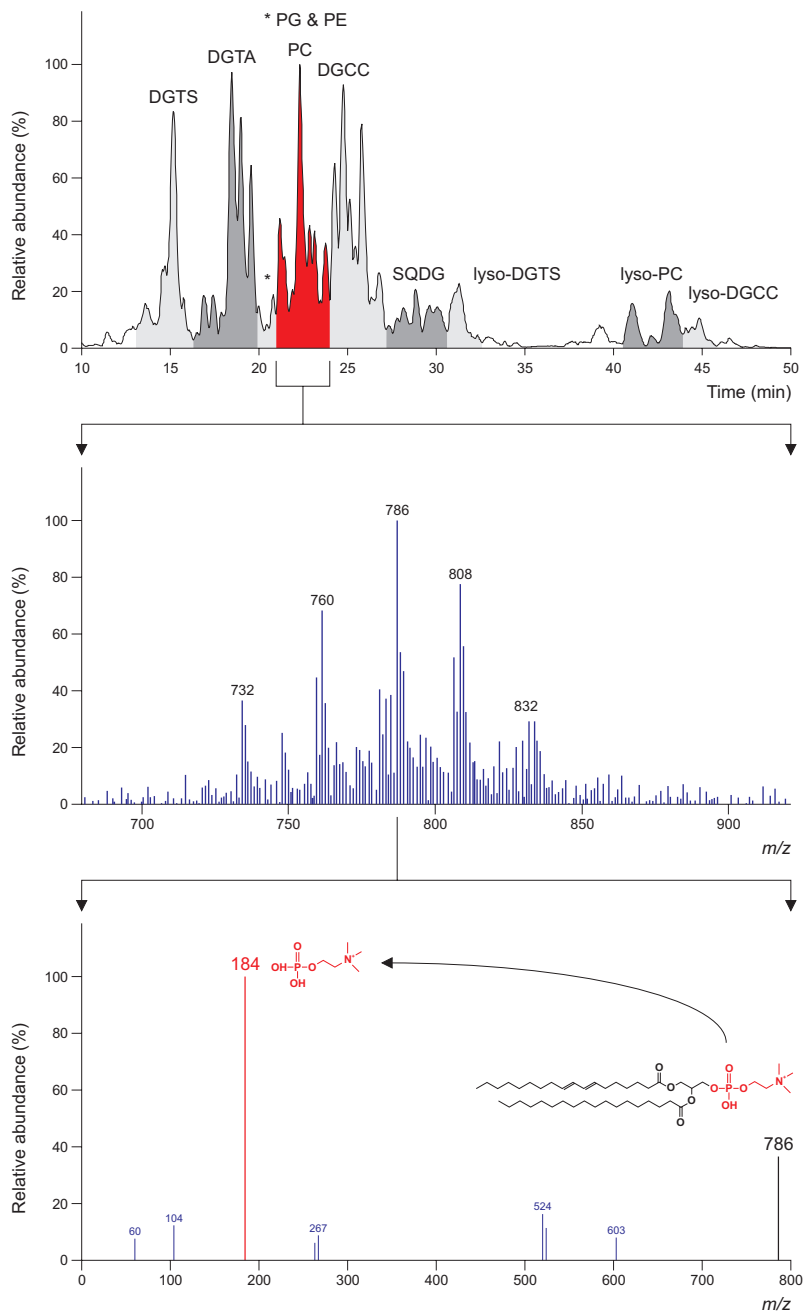 * PG & PE
DGTS
DGTA
PC
DGCC
*
SQDG
lyso-DGTS
lyso-PC
lyso-DGCC
Relative abundance (%)
100
80
60
40
20
0
10 15 20 25 30 35 40 45 50
Time (min)
Relative abundance (%)
100
80
60
40
20
0
732
760
786
808
832
700 750 800 850 900
m/z
Relative abundance (%)
100
80
60
40
20
0
184
O
OH P O N+
OH
O
O
O
O
O P O N+
OH
O
786
60
104
267
524
603
0 100 200 300 400 500 600 700 800
m/z